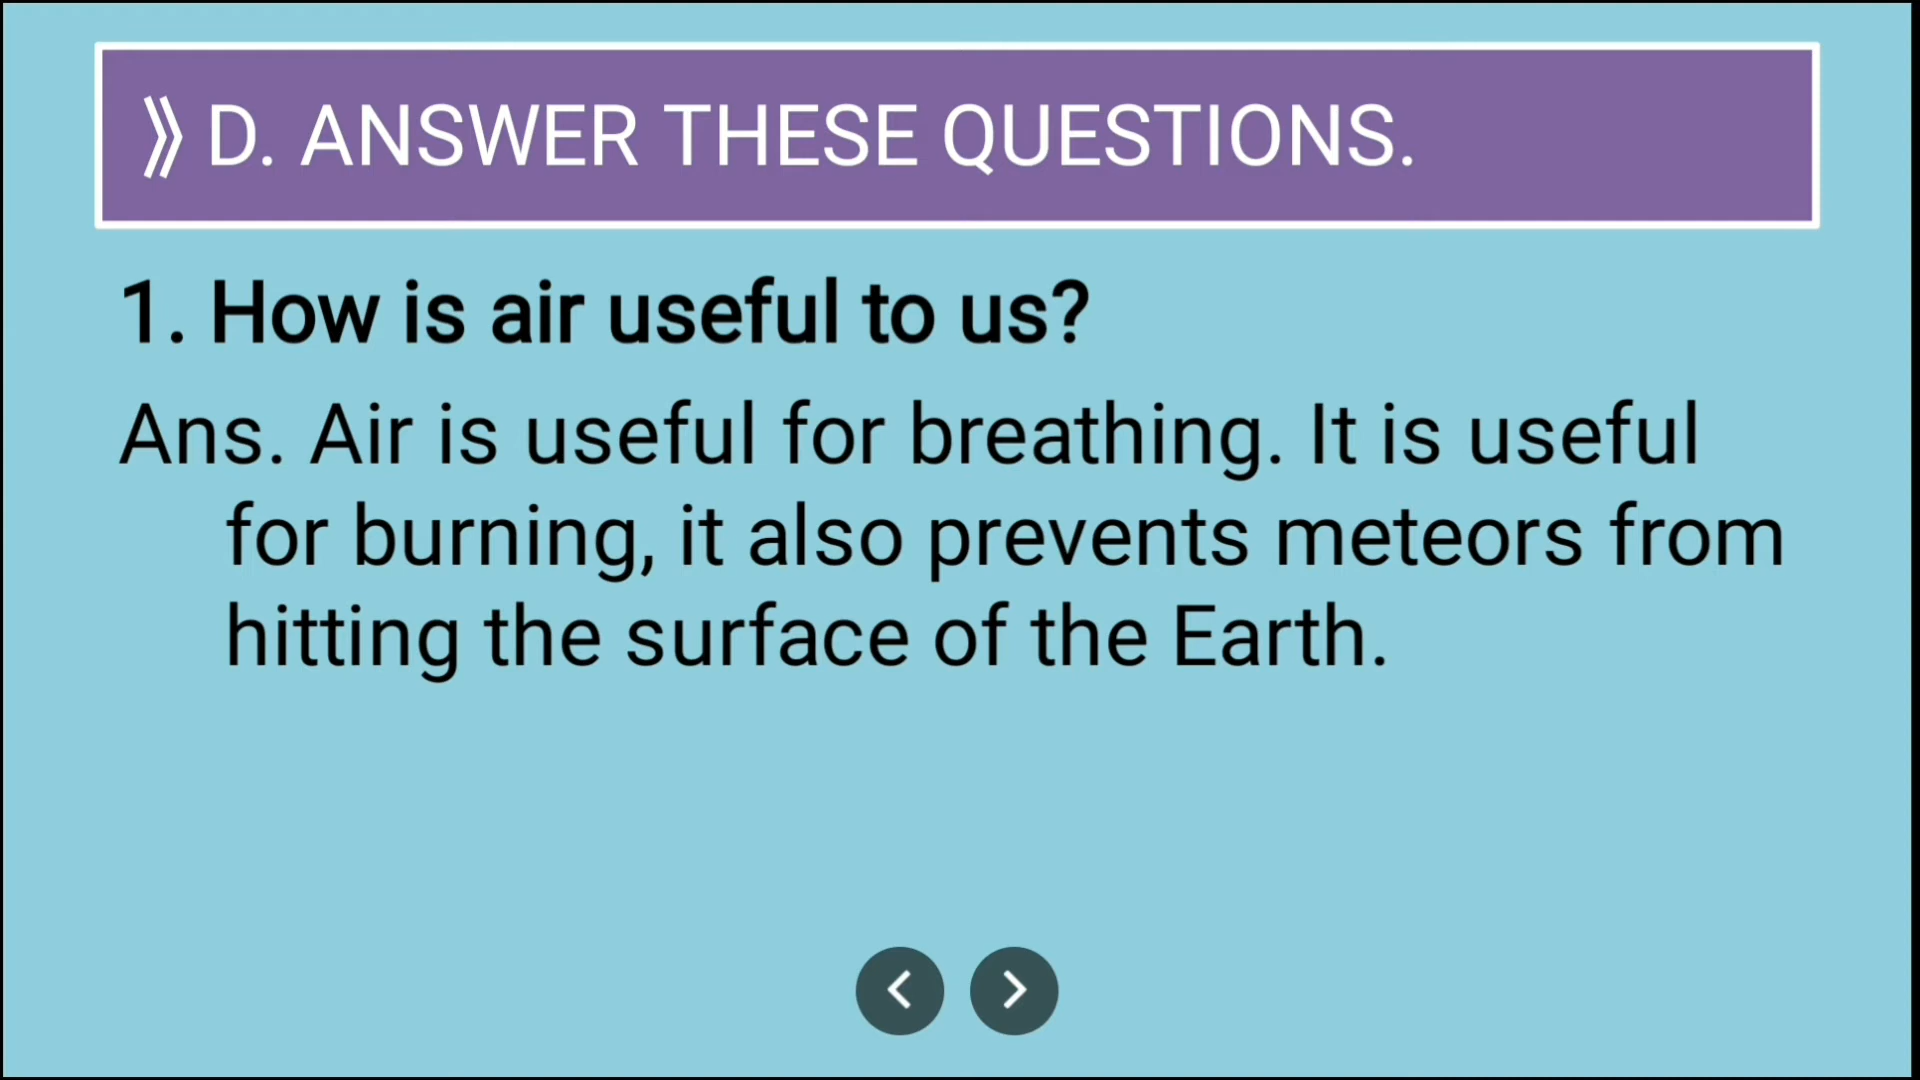 ⟫ D. ANSWER THESE QUESTIONS.
1. How is air useful to us?
Ans. Air is useful for breathing. It is useful
for burning, it also prevents meteors from
hitting the surface of the Earth.